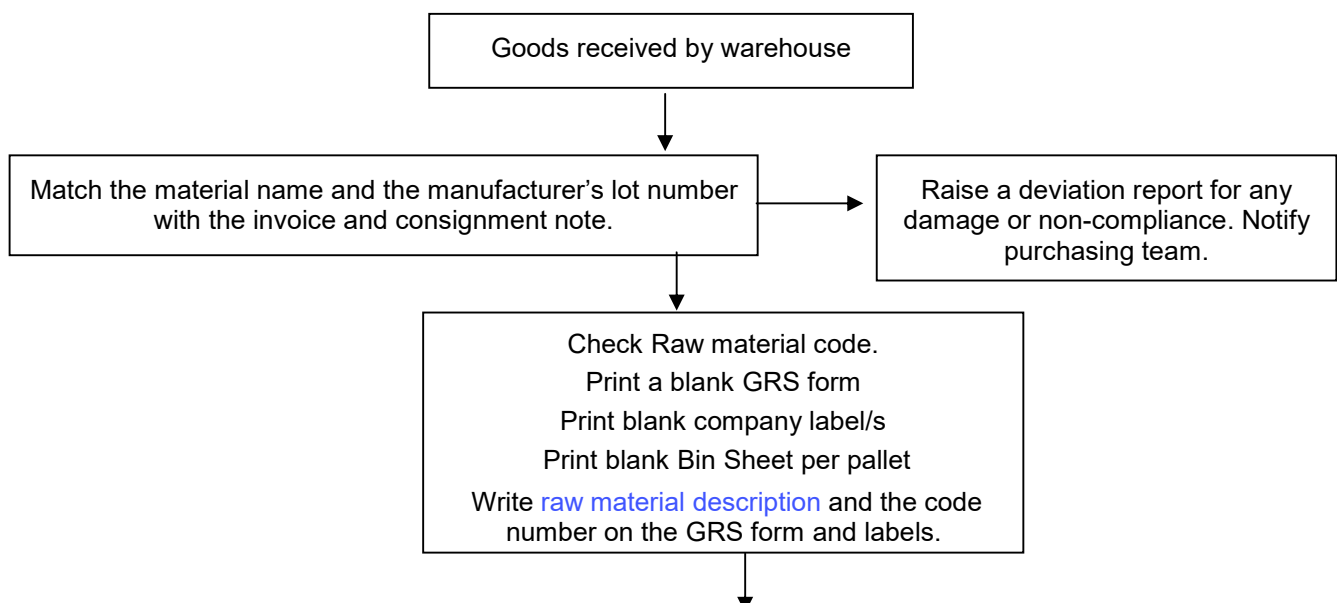 Goods received by warehouse
Match the material name and the manufacturer's lot number
with the invoice and consignment note.
Raise a deviation report for any
damage or non-compliance. Notify
purchasing team.
Check Raw material code.
Print a blank GRS form
Print blank company label/s
Print blank Bin Sheet per pallet
Write raw material description and the code
number on the GRS form and labels.